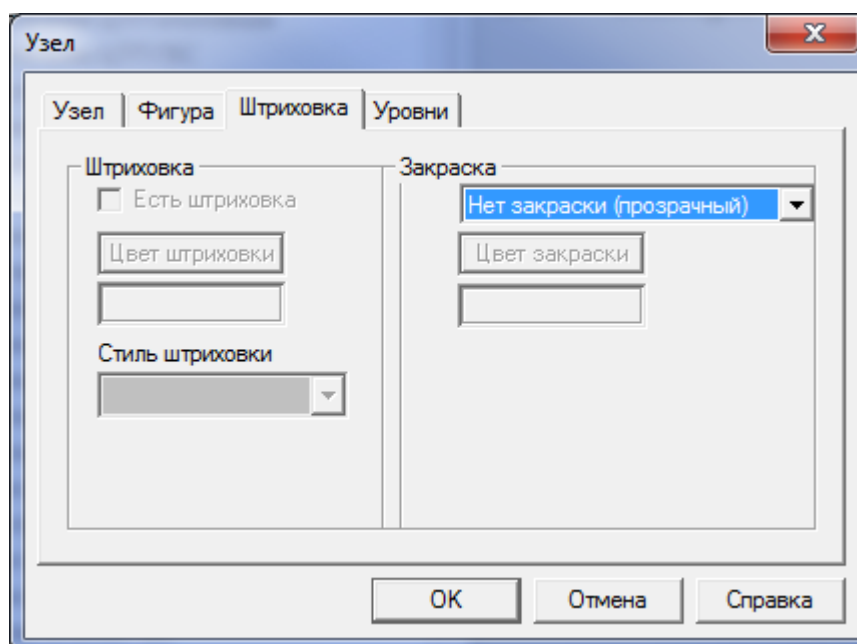 Узел
Узел Фигура Штриховка Уровни
Штриховка
Есть штриховка
Цвет штриховки
Стиль штриховки
Закраска
Нет закраски (прозрачный)
Цвет закраски
OK Отмена Справка